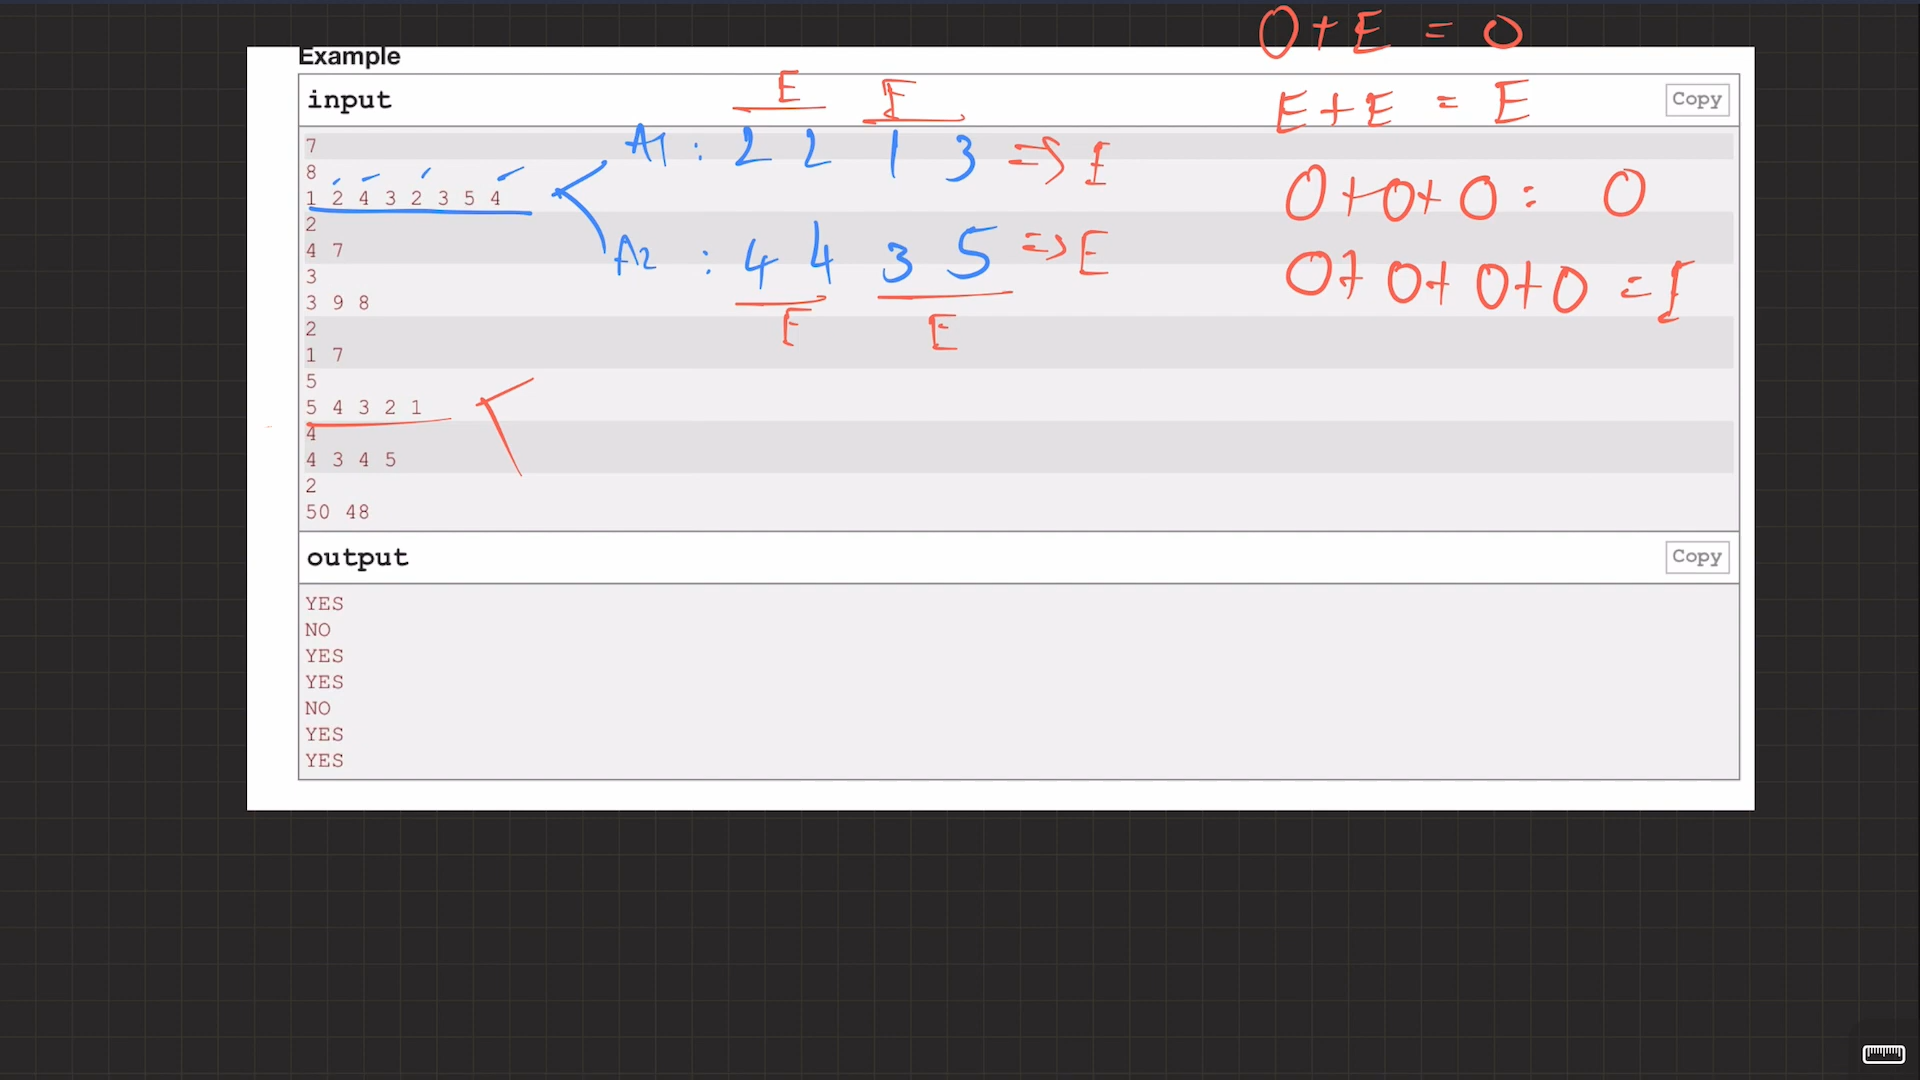 O + E = O
Example
E E
input
E + E = E
Copy
7
A1 : 2 2 1 3 => E
8
O + O + O : O
1 2 4 3 2 3 5 4
2
A2 : 4 4 3 5 => E
4 7
3
O + O + O + O = E
3 9 8
E E
2
1 7
5
5 4 3 2 1
4
4 3 4 5
2
50 48
output
Copy
YES
NO
YES
YES
NO
YES
YES